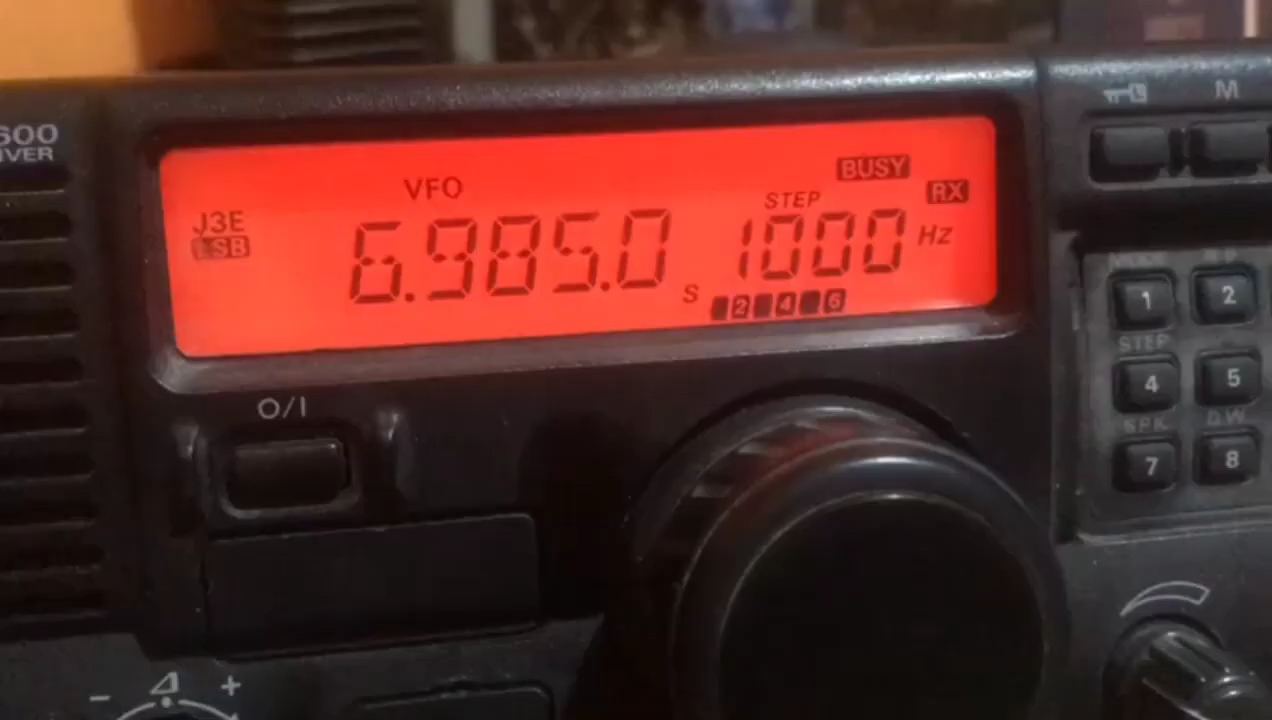 600
IVER
VFO
BUSY
STEP
RX
J3E
LSB
6.985.0
1000 Hz
S 2 4 6
O/I
M
1 2
STEP
4 5
SPK
7 8
- +